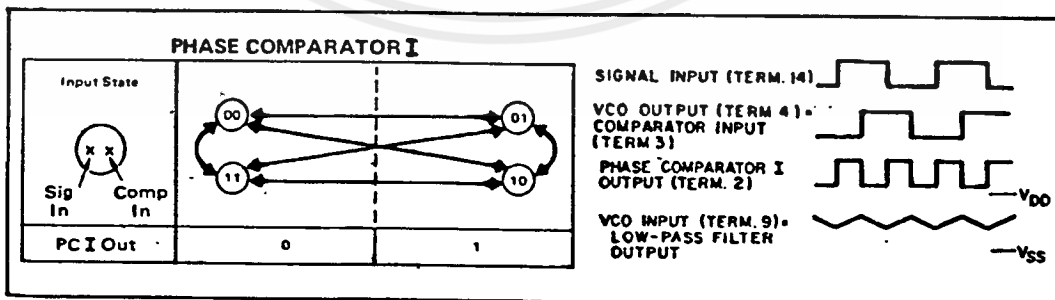 PHASE COMPARATOR I
Input State
00
01
11
10
x x
Sig In
Comp In
PC I Out
0
1
SIGNAL INPUT (TERM. 14)
VCO OUTPUT (TERM 4) =
COMPARATOR INPUT
(TERM 3)
PHASE COMPARATOR I
OUTPUT (TERM. 2)
VDD
VCO INPUT (TERM. 9) =
LOW-PASS FILTER
OUTPUT
VSS